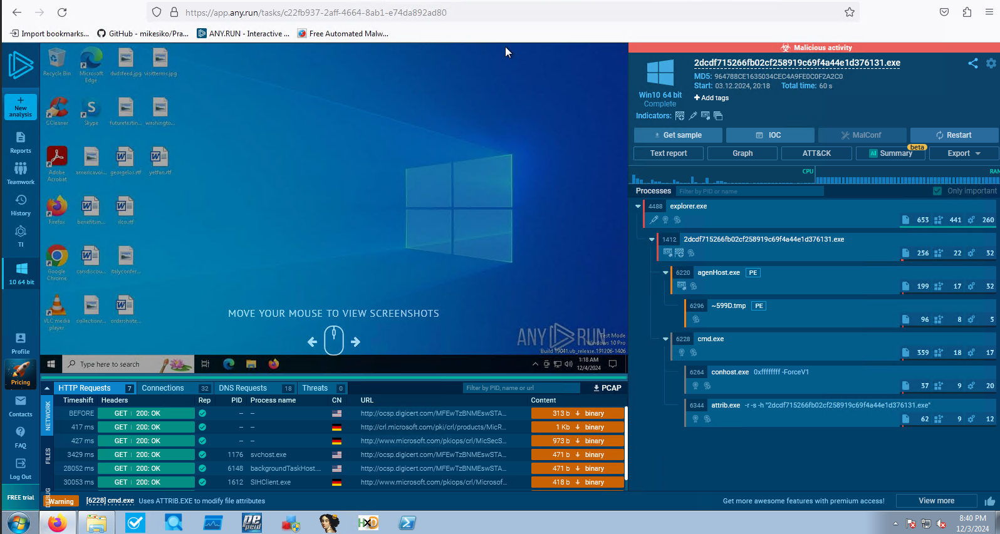 https://app.any.run/tasks/c22fb937-2aff-4664-8ab1-e74da892ad80
Import bookmarks... GitHub - mikesiko/Pra... ANY.RUN - Interactive ... Free Automated Malw...
Malicious activity
2dcdf715266fb02cf258919c69f4a44e1d376131.exe
MD5: 964788CE1635034CEC4A9FE0C0F2A2C0
Start: 03.12.2024, 20:18 Total time: 60 s
Win10 64 bit
Complete
+Add tags
Indicators:
Get sample IOC MalConf Restart
beta
Text report Graph ATT&CK AI Summary Export
CPU RAM
Processes Filter by PID or name Only important
4488 explorer.exe
653 441 260
1412 2dcdf715266fb02cf258919c69f4a44e1d376131.exe
256 22 32
6220 agenHost.exe PE
199 17 32
6296 ~599D.tmp PE
96 8 5
6228 cmd.exe
359 18 17
6264 conhost.exe 0xffffffff -ForceV1
37 9 20
6344 attrib.exe -r -s -h "2dcdf715266fb02cf258919c69f4a44e1d376131.exe"
62 9 12
+
New
analysis
Reports
Teamwork
History
TI
10 64 bit
Profile
Pricing
Contacts
FAQ
Log Out
FREE trial
Recycle Bin Microsoft Edge dvdsfeed.jpg visitterms.jpg
CCleaner Skype futuretestin... washingto...
Adobe Acrobat americavoi... georgelos.rtf yetfan.rtf
Firefox benefitsin... ilco.rtf
Google Chrome carsdiscou... italyconfer...
VLC media player collectionr... ordershote...
MOVE YOUR MOUSE TO VIEW SCREENSHOTS
ANY RUN
Test Mode
Windows 10 Pro
Build 19041.vb_release.191206-1406
Type here to search
1:18 AM
12/4/2024
HTTP Requests 7 Connections 32 DNS Requests 18 Threats 0 Filter by PID, name or url PCAP
NETWORK
FILES
DEBUG
Timeshift Headers Rep PID Process name CN URL Content
BEFORE GET 200: OK – – http://ocsp.digicert.com/MFEwTzBNMEswSTA... 313 b binary
417 ms GET 200: OK – – http://crl.microsoft.com/pki/crl/products/MicR... 1 Kb binary
427 ms GET 200: OK – – http://www.microsoft.com/pkiops/crl/MicSecS... 973 b binary
3429 ms GET 200: OK 1176 svchost.exe http://ocsp.digicert.com/MFEwTzBNMEswSTA... 471 b binary
28052 ms GET 200: OK 6148 backgroundTaskHost.... http://ocsp.digicert.com/MFEwTzBNMEswSTA... 471 b binary
30053 ms GET 200: OK 1612 SIHClient.exe http://www.microsoft.com/pkiops/crl/Microsof... 418 b binary
Warning [6228] cmd.exe Uses ATTRIB.EXE to modify file attributes
Get more awesome features with premium access! View more
HXD
8:40 PM
12/3/2024